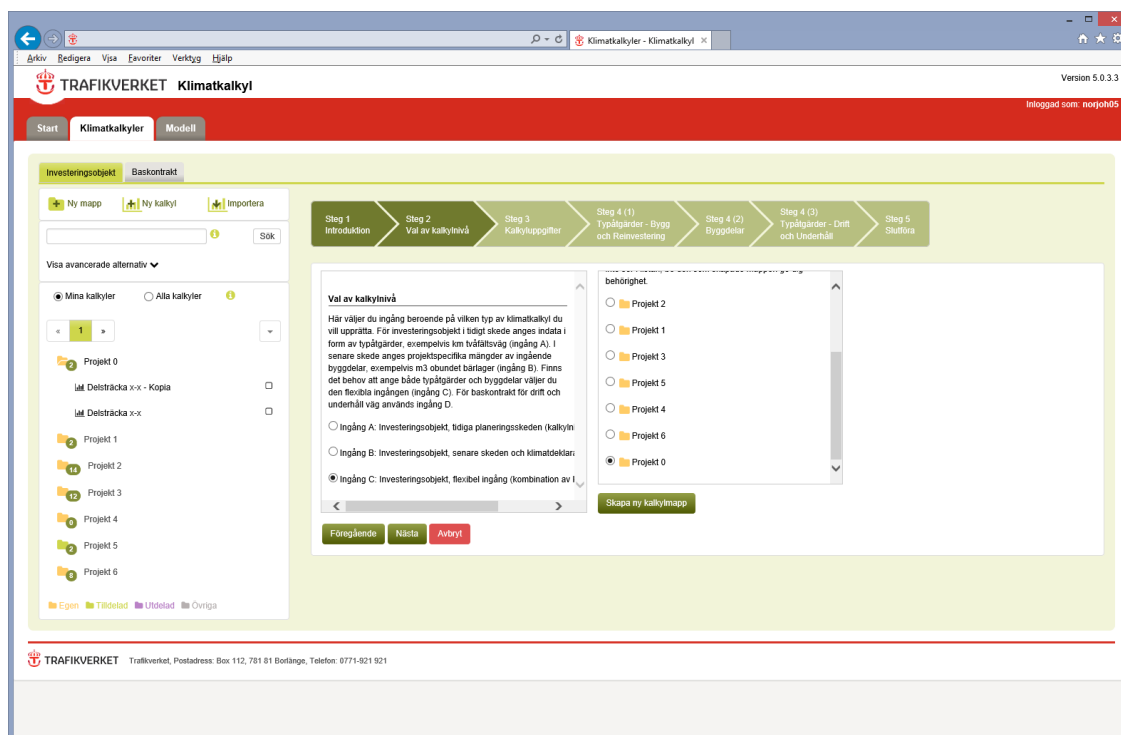 Klimatkalkyler - Klimatkalkyl ×
Arkiv Redigera Visa Favoriter Verktyg Hjälp
TRAFIKVERKET Klimatkalkyl
Version 5.0.3.3
Inloggad som: norjoh05
Start Klimatkalkyler Modell
Investeringsobjekt Baskontrakt
Ny mapp Ny kalkyl Importera
Sök
Visa avancerade alternativ
Mina kalkyler Alla kalkyler
« 1 »
2 Projekt 0
Delsträcka x-x - Kopia
Delsträcka x-x
2 Projekt 1
14 Projekt 2
12 Projekt 3
0 Projekt 4
2 Projekt 5
8 Projekt 6
Egen Tilldelad Utdelad Övriga
Steg 1
Introduktion
Steg 2
Val av kalkylnivå
Steg 3
Kalkyluppgifter
Steg 4 (1)
Typåtgärder - Bygg
och Reinvestering
Steg 4 (2)
Byggdelar
Steg 4 (3)
Typåtgärder - Drift
och Underhåll
Steg 5
Slutföra
Val av kalkylnivå
Här väljer du ingång beroende på vilken typ av klimatkalkyl du
vill upprätta. För investeringsobjekt i tidigt skede anges indata i
form av typåtgärder, exempelvis km tvåfältsväg (ingång A). I
senare skede anges projektspecifika mängder av ingående
byggdelar, exempelvis m3 obundet bärlager (ingång B). Finns
det behov att ange både typåtgärder och byggdelar väljer du
den flexibla ingången (ingång C). För baskontrakt för drift och
underhåll väg används ingång D.
Ingång A: Investeringsobjekt, tidiga planeringsskeden (kalkyln
Ingång B: Investeringsobjekt, senare skeden och klimatdeklara
Ingång C: Investeringsobjekt, flexibel ingång (kombination av
Föregående Nästa Avbryt
behörighet.
Projekt 2
Projekt 1
Projekt 3
Projekt 5
Projekt 4
Projekt 6
Projekt 0
Skapa ny kalkylmapp
TRAFIKVERKET Trafikverket, Postadress: Box 112, 781 81 Borlänge, Telefon: 0771-921 921